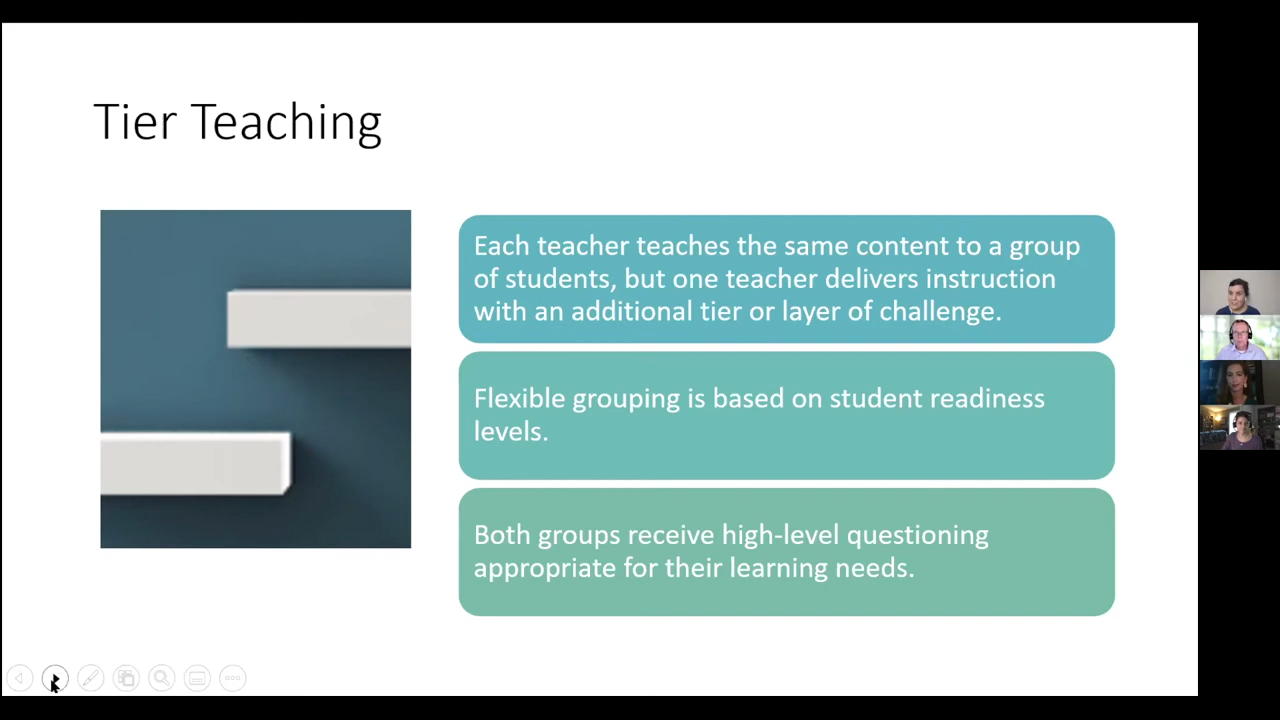 Tier Teaching
Each teacher teaches the same content to a group
of students, but one teacher delivers instruction
with an additional tier or layer of challenge.
Flexible grouping is based on student readiness
levels.
Both groups receive high-level questioning
appropriate for their learning needs.